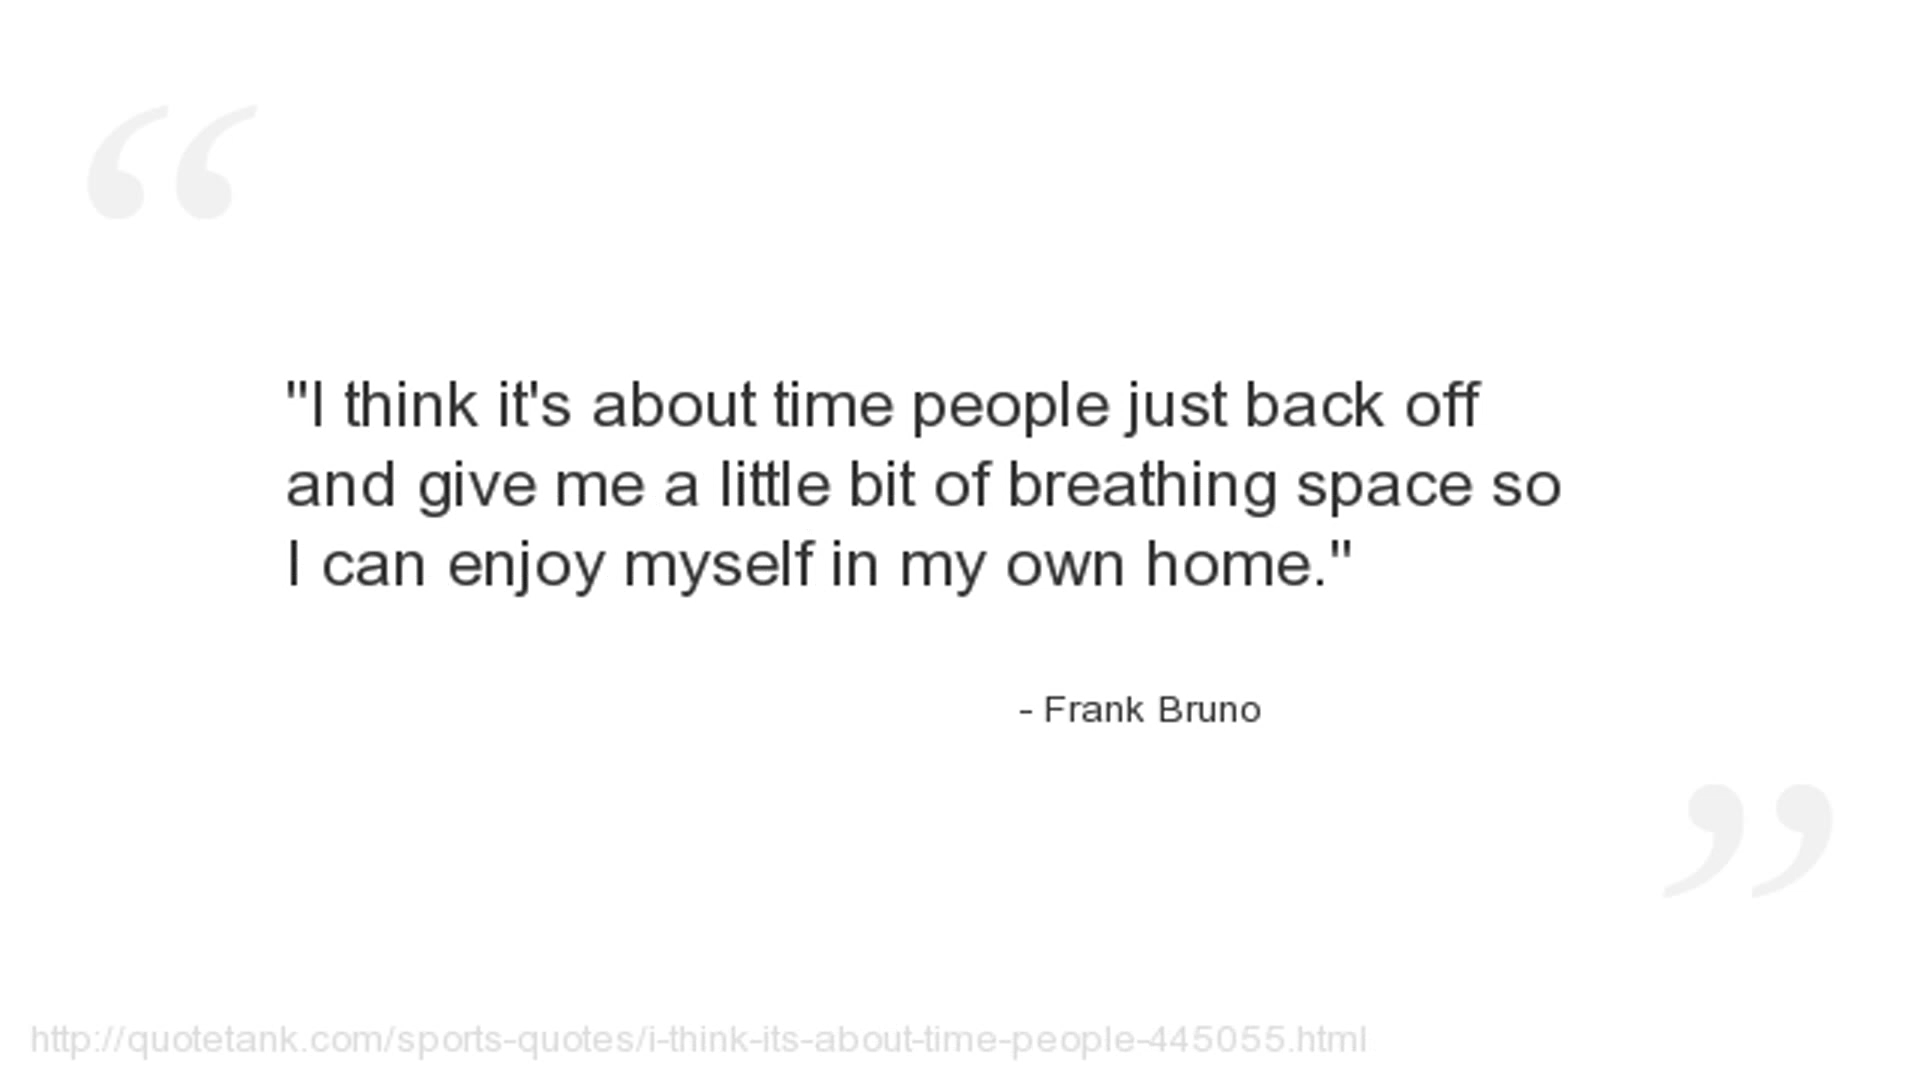 "I think it's about time people just back off
and give me a little bit of breathing space so
I can enjoy myself in my own home."
- Frank Bruno
http://quotetank.com/sports-quotes/i-think-its-about-time-people-445055.html